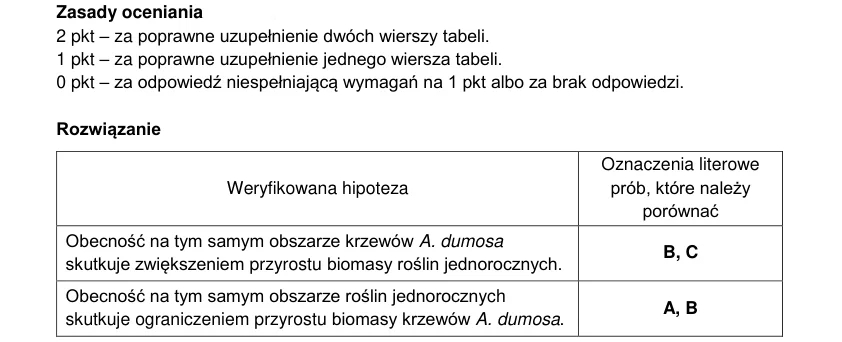 Zasady oceniania
2 pkt – za poprawne uzupełnienie dwóch wierszy tabeli.
1 pkt – za poprawne uzupełnienie jednego wiersza tabeli.
0 pkt – za odpowiedź niespełniającą wymagań na 1 pkt albo za brak odpowiedzi.
Rozwiązanie
Weryfikowana hipoteza
Oznaczenia literowe
prób, które należy
porównać
Obecność na tym samym obszarze krzewów A. dumosa
skutkuje zwiększeniem przyrostu biomasy roślin jednorocznych.
B, C
Obecność na tym samym obszarze roślin jednorocznych
skutkuje ograniczeniem przyrostu biomasy krzewów A. dumosa.
A, B